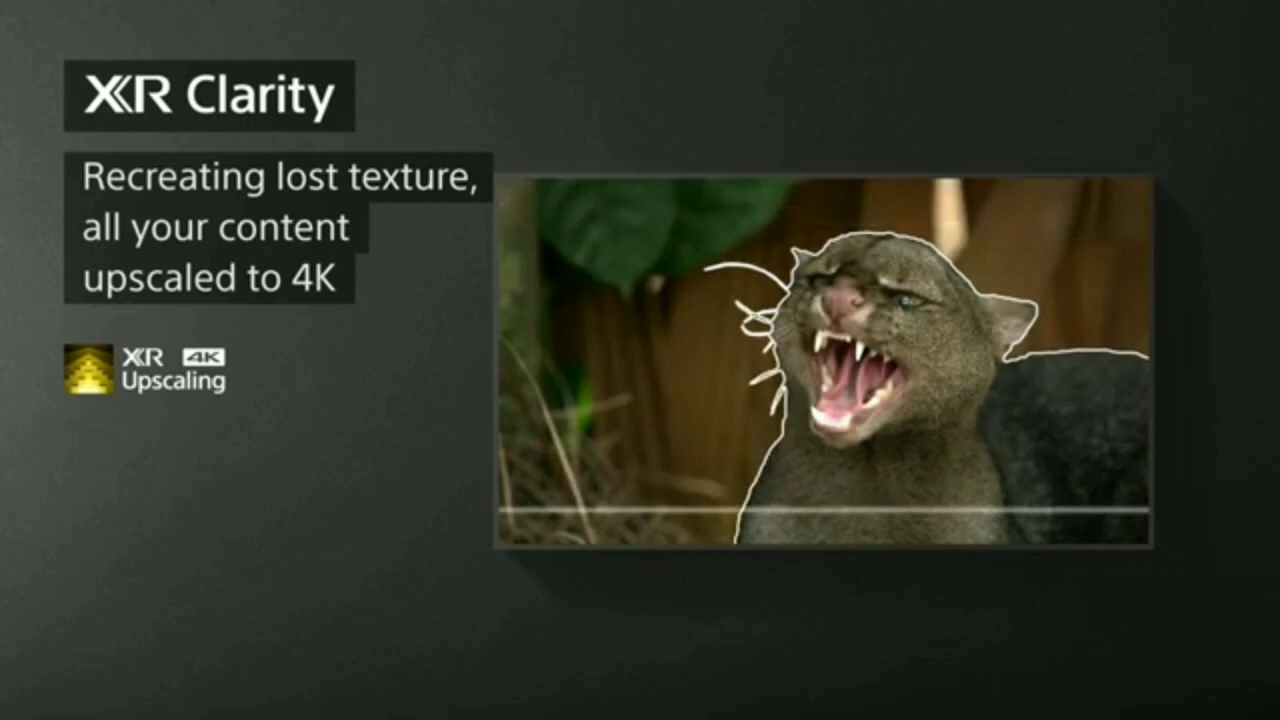 XR Clarity
Recreating lost texture,
all your content
upscaled to 4K
XR 4K
Upscaling